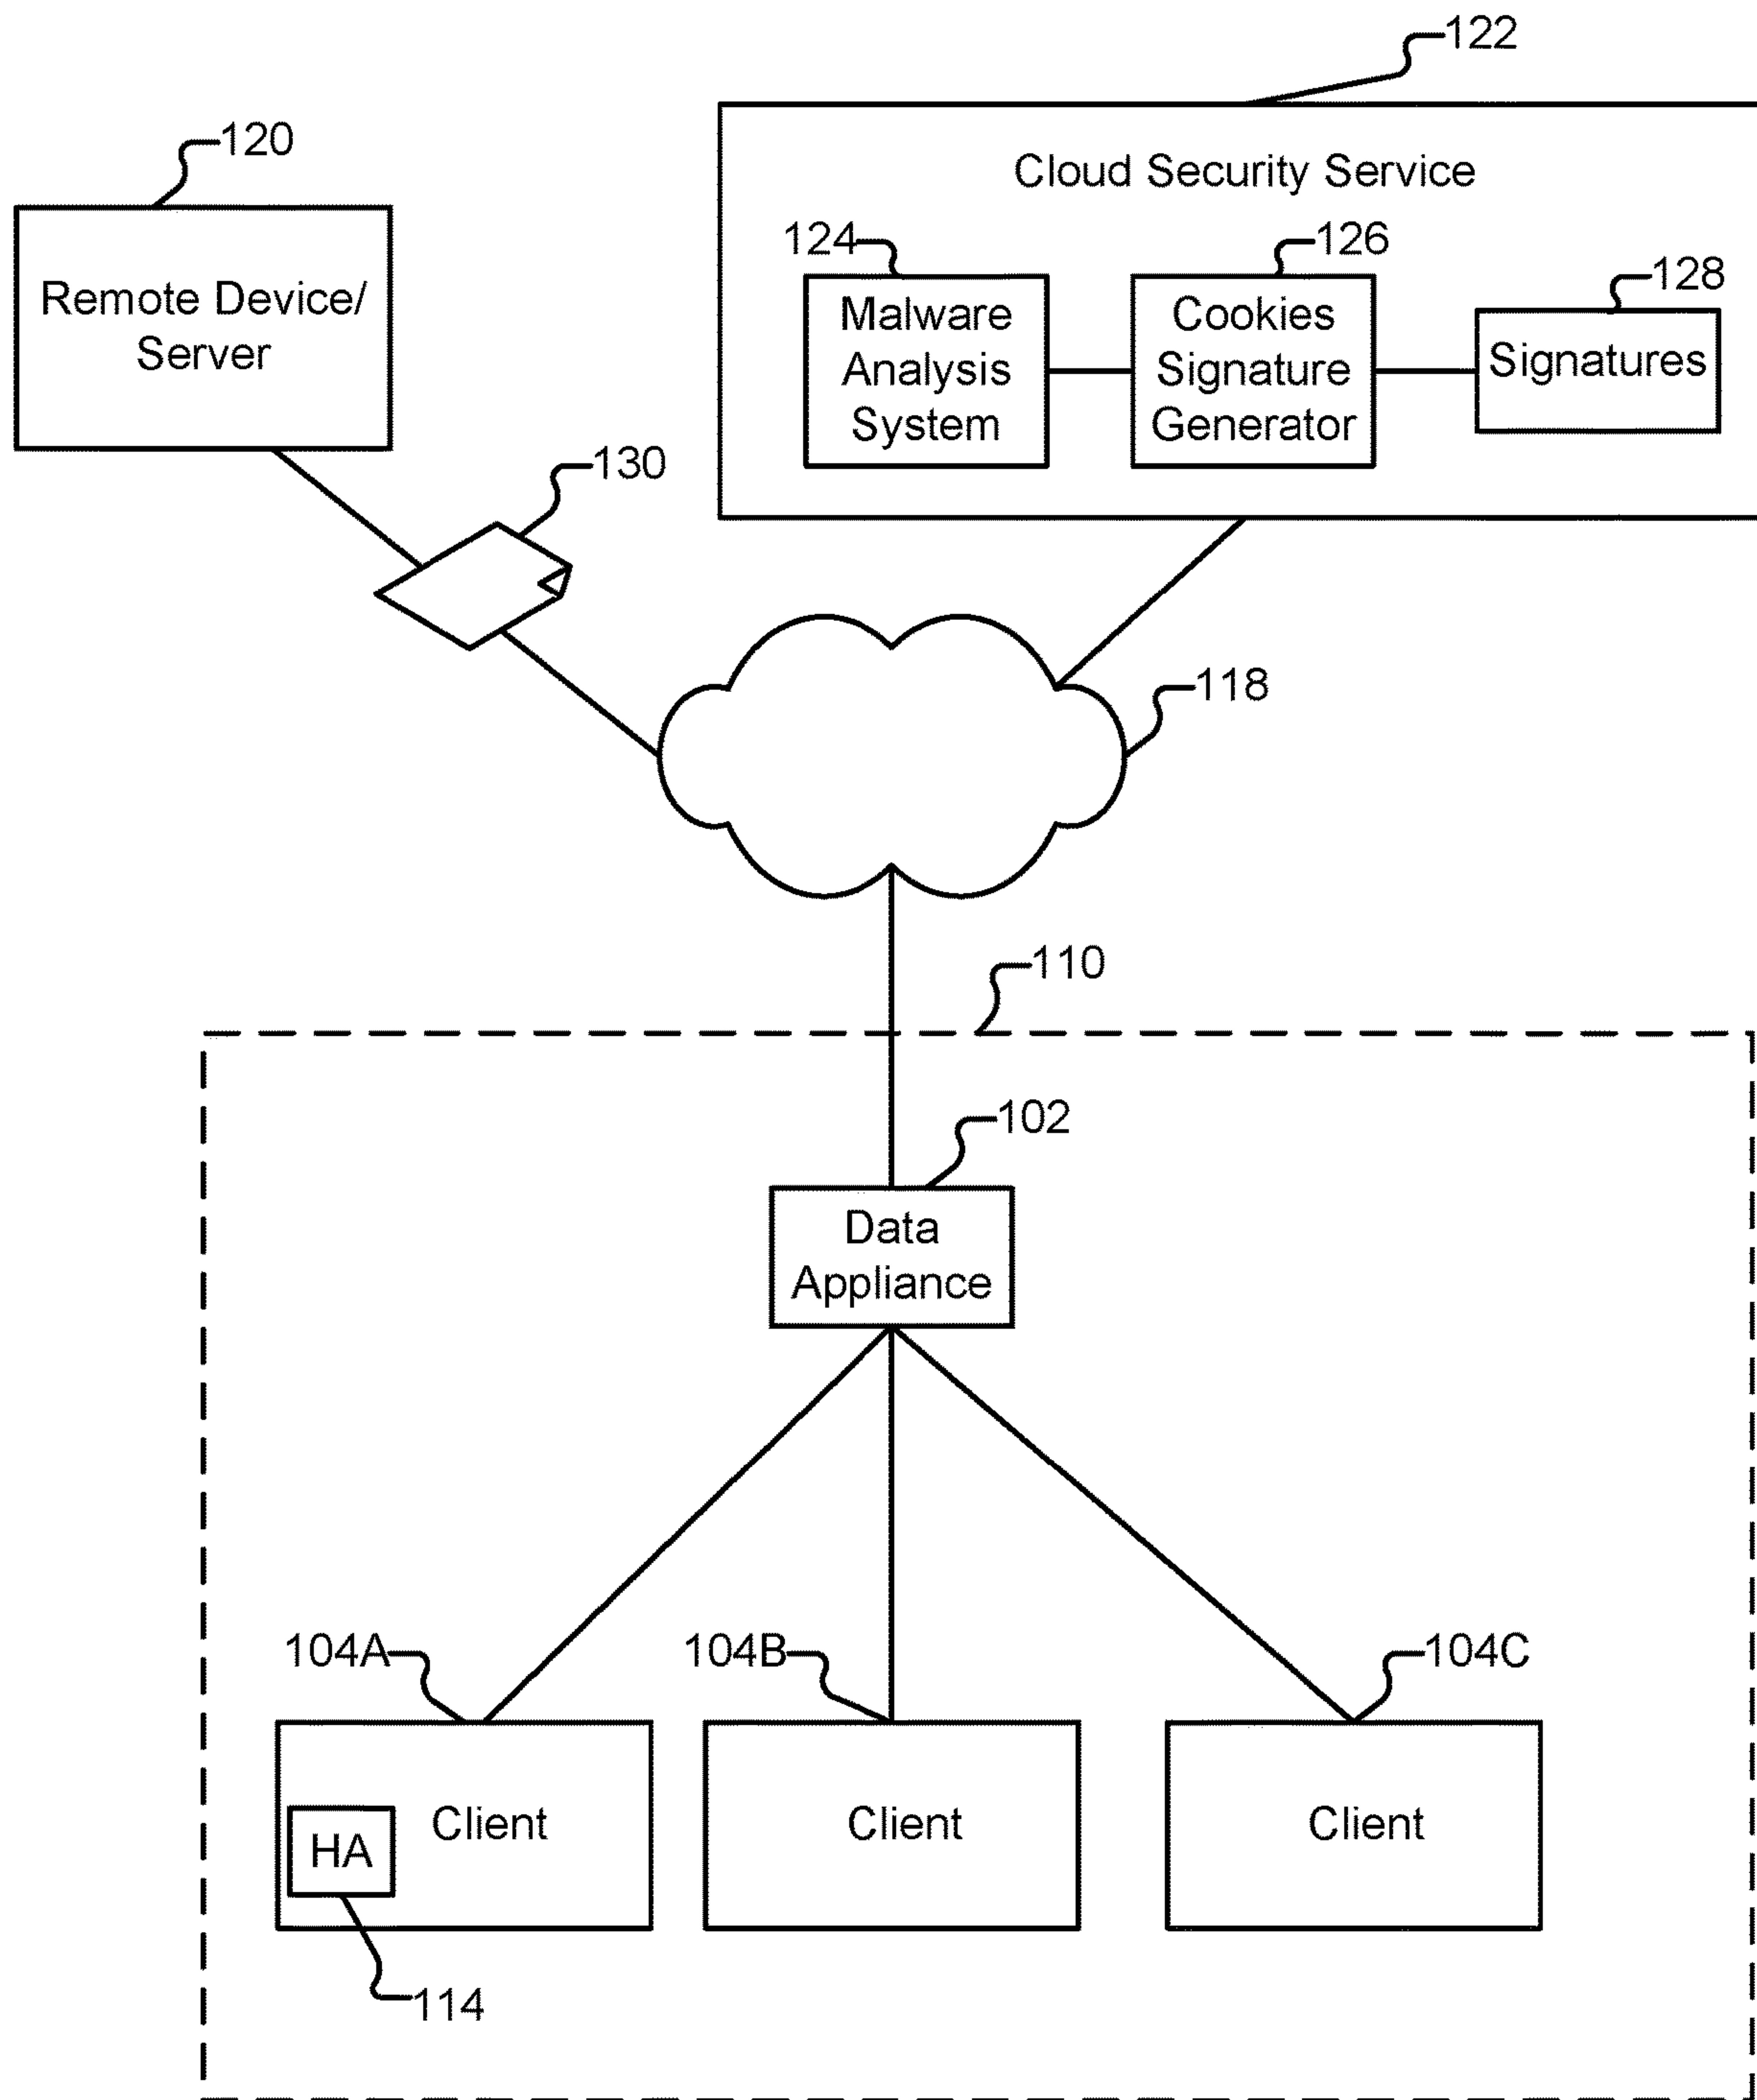 122
120
Cloud Security Service
Remote Device/
Server
124
126
128
Malware
Analysis
System
Cookies
Signature
Generator
Signatures
130
118
110
102
Data
Appliance
104A
104B
104C
Client
HA
Client
Client
114